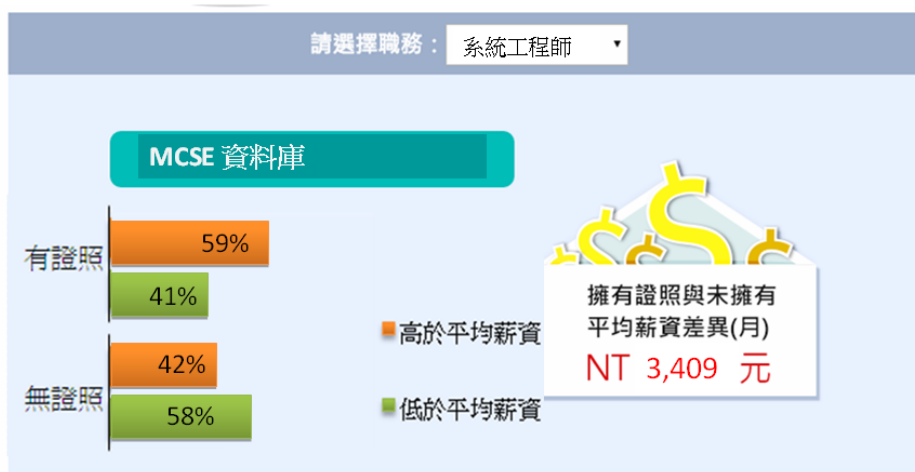 請選擇職務： 系統工程師
MCSE 資料庫
有證照
59%
41%
無證照
42%
58%
高於平均薪資
低於平均薪資
擁有證照與未擁有
平均薪資差異(月)
NT 3,409 元